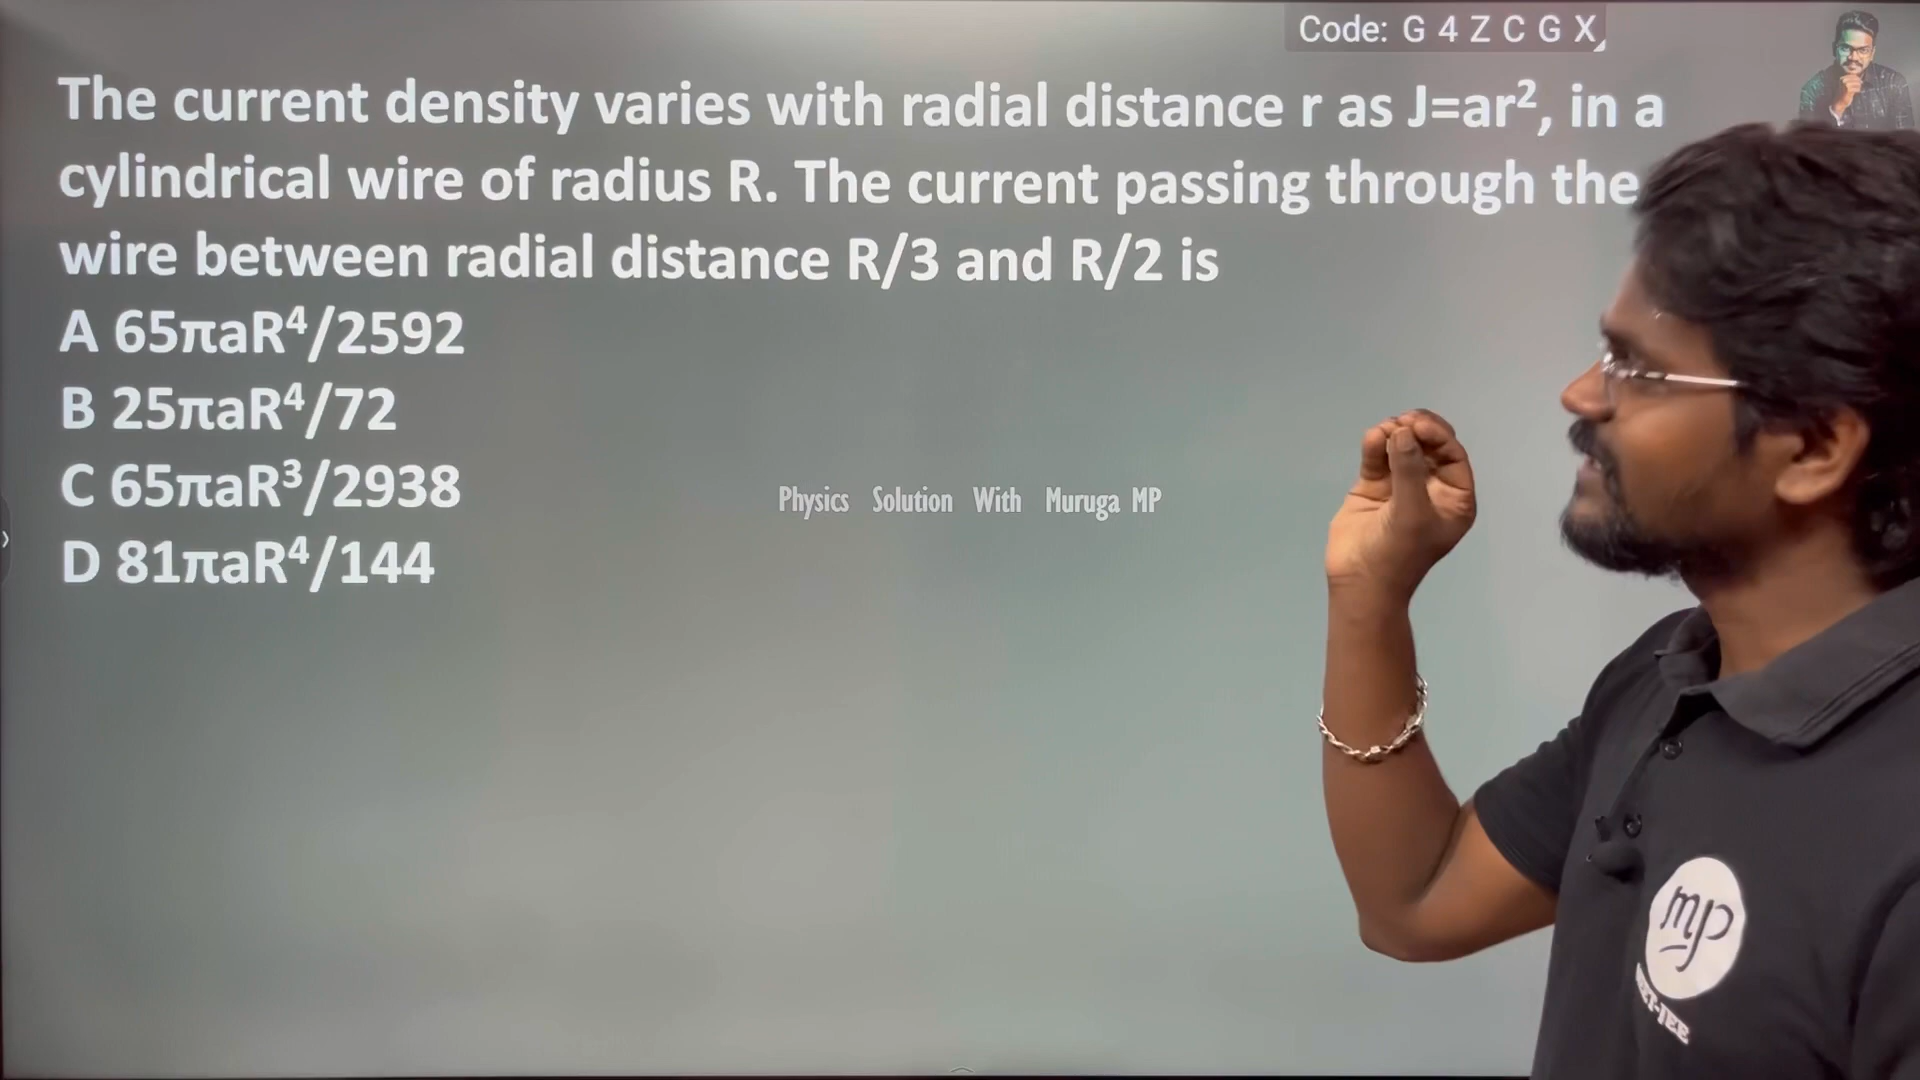 Code: G 4 Z C G X
The current density varies with radial distance r as J=ar², in a
cylindrical wire of radius R. The current passing through the
wire between radial distance R/3 and R/2 is
A 65πaR⁴/2592
B 25πaR⁴/72
C 65πaR³/2938
D 81πaR⁴/144
Physics Solution With Muruga MP
mp